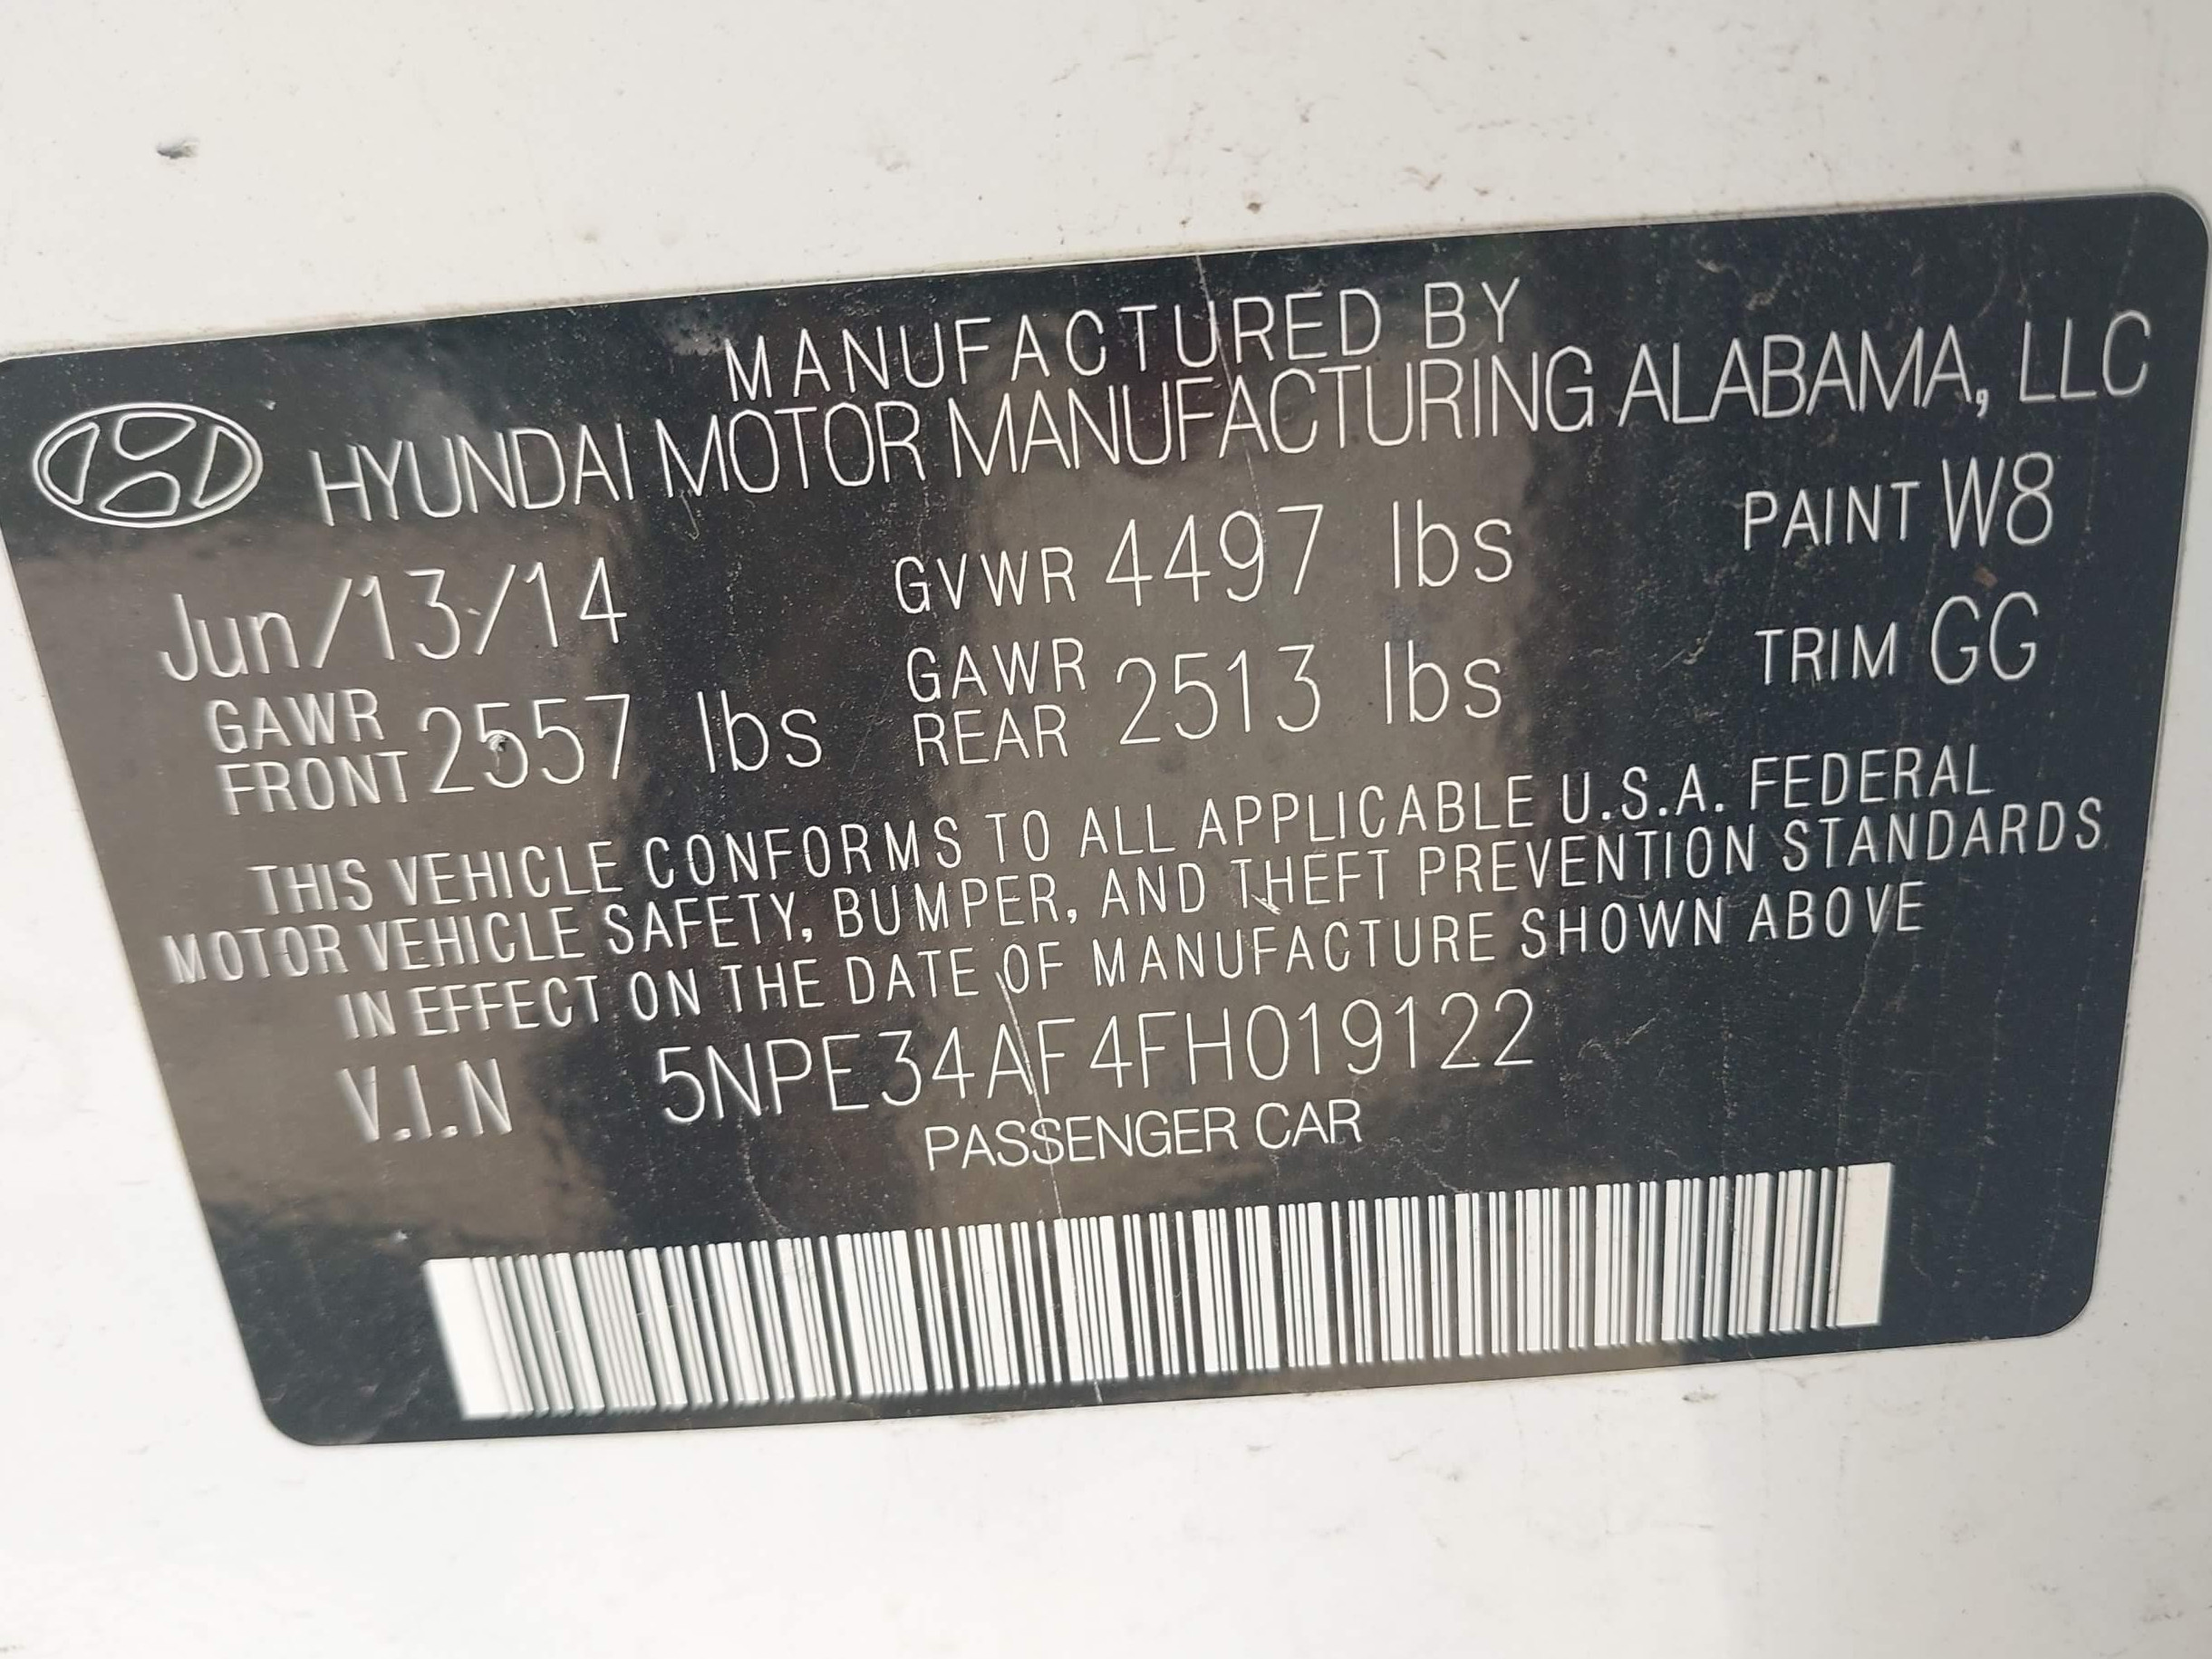 MANUFACTURED BY
HYUNDAI MOTOR MANUFACTURING ALABAMA, LLC
Jun/13/14 GVWR 4497 lbs PAINT W8
GAWR FRONT 2557 lbs GAWR REAR 2513 lbs TRIM GG
THIS VEHICLE CONFORMS TO ALL APPLICABLE U.S.A. FEDERAL
MOTOR VEHICLE SAFETY, BUMPER, AND THEFT PREVENTION STANDARDS
IN EFFECT ON THE DATE OF MANUFACTURE SHOWN ABOVE
V.I.N 5NPE34AF4FH019122
PASSENGER CAR